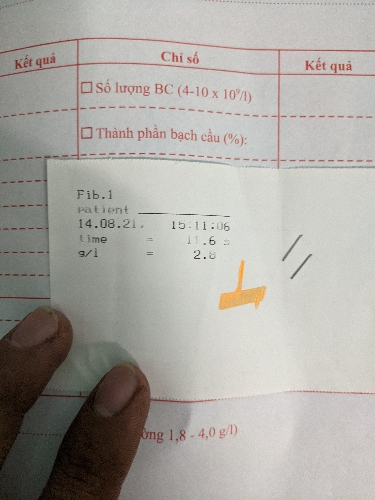 Kết quả
Chỉ số
Kết quả
Số lượng BC (4-10 x 10⁹/l)
Thành phần bạch cầu (%):
Fib.1
patient
14.08.21. 15:11:06
time = 11.6 s
g/l = 2.8
ờng 1,8 - 4,0 g/l)